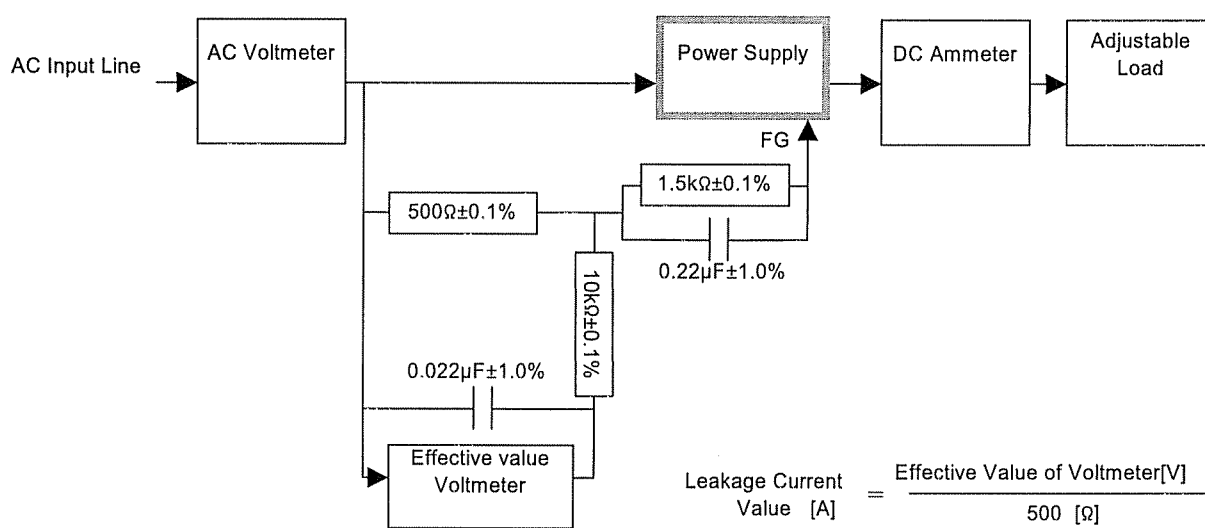 AC Input Line
AC Voltmeter
Power Supply
DC Ammeter
Adjustable
Load
FG
500Ω±0.1%
1.5kΩ±0.1%
0.22µF±1.0%
10kΩ±0.1%
0.022µF±1.0%
Effective value
Voltmeter
Leakage Current
Value [A]
=
Effective Value of Voltmeter[V]
500 [Ω]